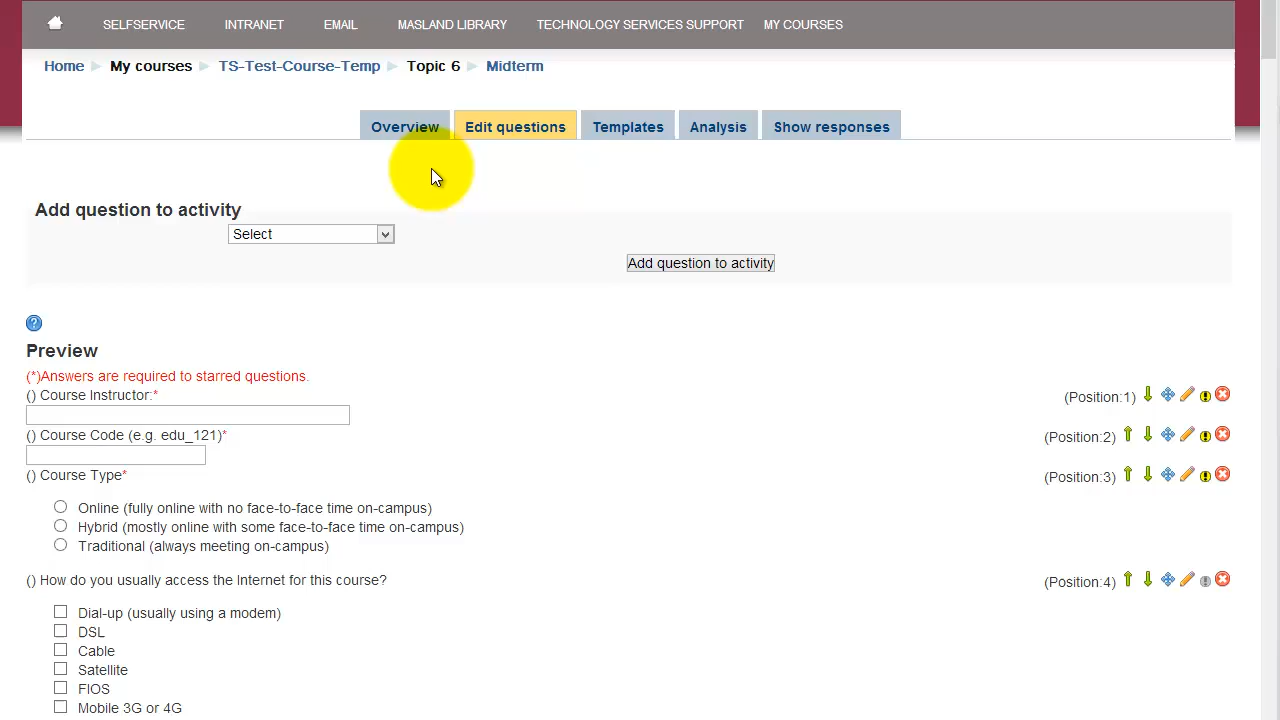 SELFSERVICE INTRANET EMAIL MASLAND LIBRARY TECHNOLOGY SERVICES SUPPORT MY COURSES
Home My courses TS-Test-Course-Temp Topic 6 Midterm
Overview Edit questions Templates Analysis Show responses
Add question to activity
Select
Add question to activity
?
Preview
(*)Answers are required to starred questions.
() Course Instructor:* (Position:1)
() Course Code (e.g. edu_121)* (Position:2)
() Course Type* (Position:3)
Online (fully online with no face-to-face time on-campus)
Hybrid (mostly online with some face-to-face time on-campus)
Traditional (always meeting on-campus)
() How do you usually access the Internet for this course? (Position:4)
Dial-up (usually using a modem)
DSL
Cable
Satellite
FIOS
Mobile 3G or 4G